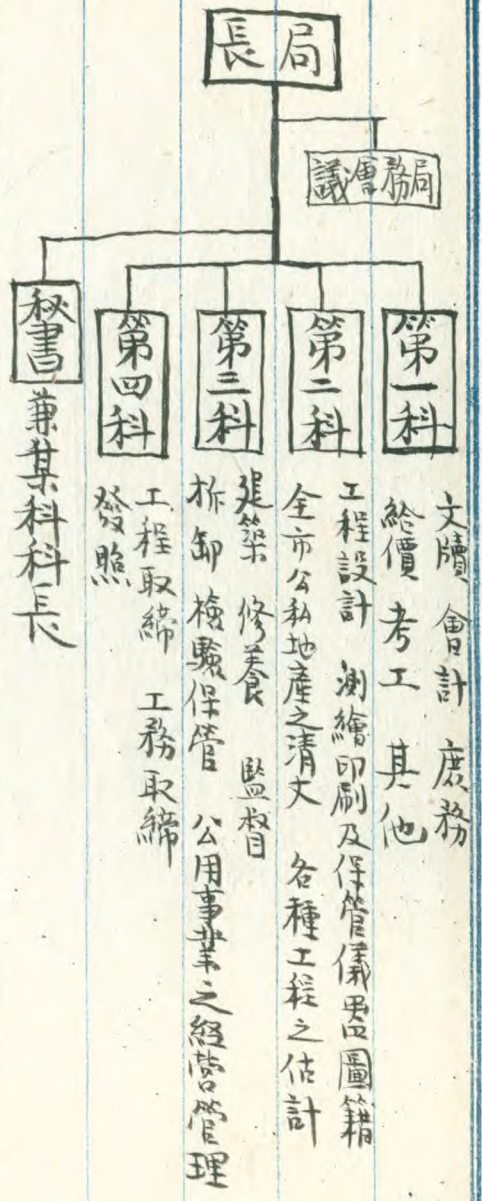 長局
議會務局
第一科
文牘 會計 庶務
給價 考工 其他
第二科
工程設計 測繪印刷及保管儀器圖籍
全市公私地產之清丈 各種工程之估計
第三科
建築 修養 監督
拆卸 檢驗保管 公用事業之經營管理
第四科
工程取締 工務取締
發照
秘書
兼某科科長